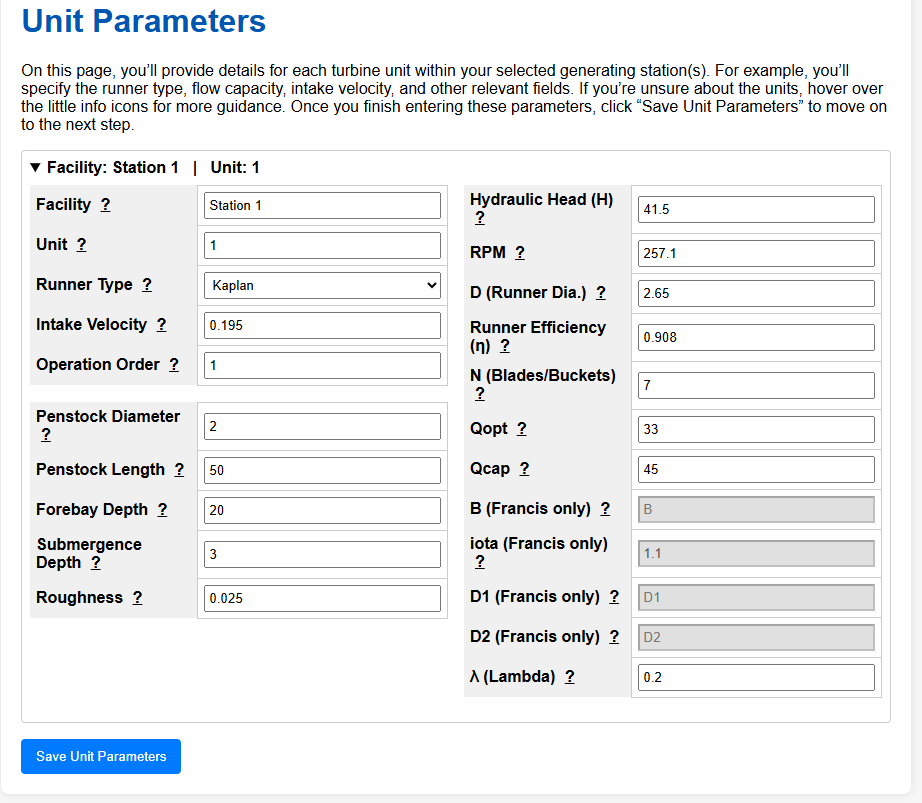 Unit Parameters
On this page, you’ll provide details for each turbine unit within your selected generating station(s). For example, you’ll
specify the runner type, flow capacity, intake velocity, and other relevant fields. If you’re unsure about the units, hover over
the little info icons for more guidance. Once you finish entering these parameters, click “Save Unit Parameters” to move on
to the next step.
▼ Facility: Station 1 | Unit: 1
Facility ?
Station 1
Unit ?
1
Runner Type ?
Kaplan
Intake Velocity ?
0.195
Operation Order ?
1
Penstock Diameter
?
2
Penstock Length ?
50
Forebay Depth ?
20
Submergence
Depth ?
3
Roughness ?
0.025
Hydraulic Head (H)
?
41.5
RPM ?
257.1
D (Runner Dia.) ?
2.65
Runner Efficiency
(η) ?
0.908
N (Blades/Buckets)
?
7
Qopt ?
33
Qcap ?
45
B (Francis only) ?
B
iota (Francis only)
?
1.1
D1 (Francis only) ?
D1
D2 (Francis only) ?
D2
λ (Lambda) ?
0.2
Save Unit Parameters